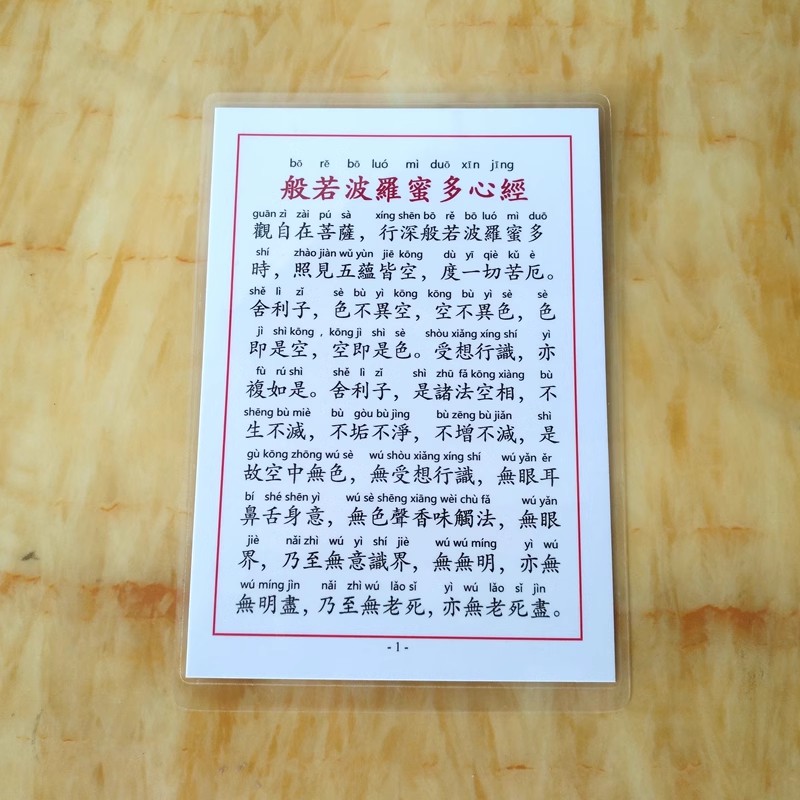 bō rě bō luó mì duō xīn jīng
般若波羅蜜多心經
guān zì zài pú sà xíng shēn bō rě bō luó mì duō
觀自在菩薩，行深般若波羅蜜多
shí zhào jiàn wǔ yùn jiē kōng dù yī qiè kǔ è
時，照見五蘊皆空，度一切苦厄。
shě lì zǐ sè bù yì kōng kōng bù yì sè sè
舍利子，色不異空，空不異色，色
jì shì kōng , kōng jì shì sè shòu xiǎng xíng shí yì
即是空，空即是色。受想行識，亦
fù rú shì shě lì zǐ shì zhū fǎ kōng xiàng bù
複如是。舍利子，是諸法空相，不
shēng bù miè bù gòu bù jìng bù zēng bù jiǎn shì
生不滅，不垢不淨，不增不減，是
gù kōng zhōng wú sè wú shòu xiǎng xíng shí wú yǎn ěr
故空中無色，無受想行識，無眼耳
bí shé shēn yì wú sè shēng xiāng wèi chù fǎ wú yǎn
鼻舌身意，無色聲香味觸法，無眼
jiè nǎi zhì wú yì shí jiè wú wú míng yì wú
界，乃至無意識界，無無明，亦無
wú míng jìn nǎi zhì wú lǎo sǐ yì wú lǎo sǐ jìn
無明盡，乃至無老死，亦無老死盡。
- 1 -